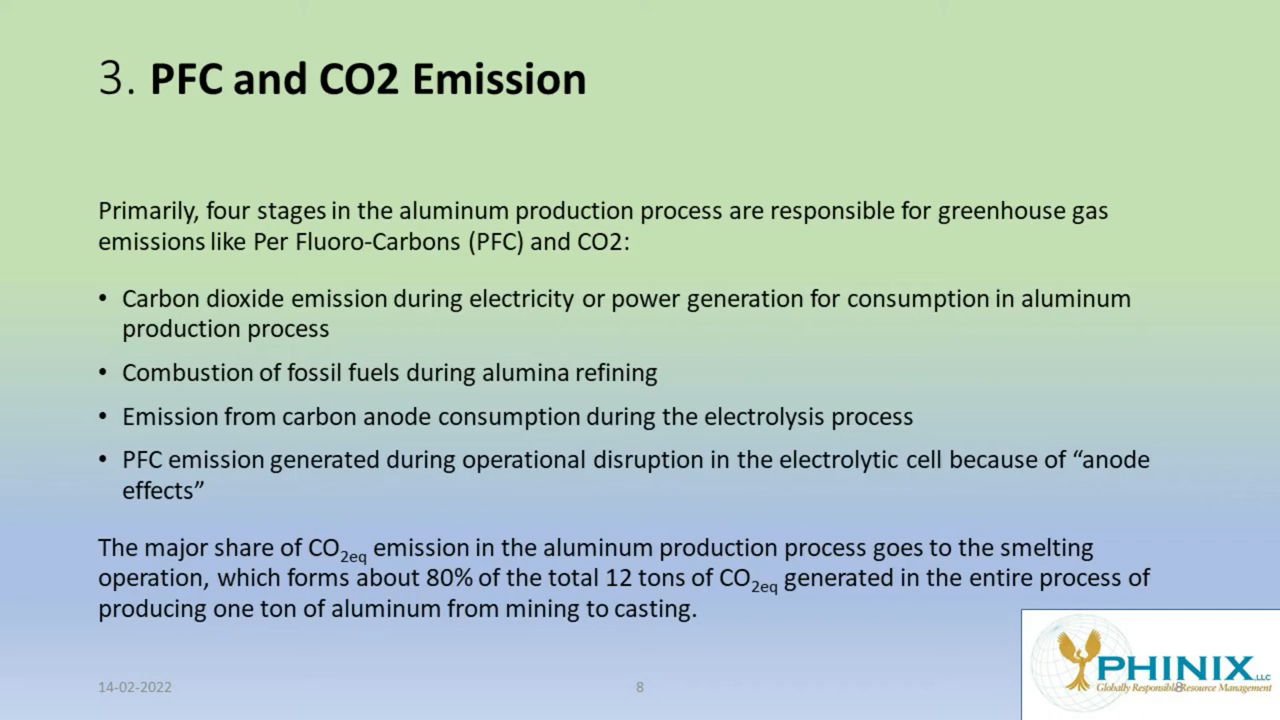 3. PFC and CO2 Emission
Primarily, four stages in the aluminum production process are responsible for greenhouse gas
emissions like Per Fluoro-Carbons (PFC) and CO2:
• Carbon dioxide emission during electricity or power generation for consumption in aluminum
production process
• Combustion of fossil fuels during alumina refining
• Emission from carbon anode consumption during the electrolysis process
• PFC emission generated during operational disruption in the electrolytic cell because of “anode
effects”
The major share of CO2eq emission in the aluminum production process goes to the smelting
operation, which forms about 80% of the total 12 tons of CO2eq generated in the entire process of
producing one ton of aluminum from mining to casting.
PHINIX,LLC
Globally Responsible Resource Management
14-02-2022
8
8